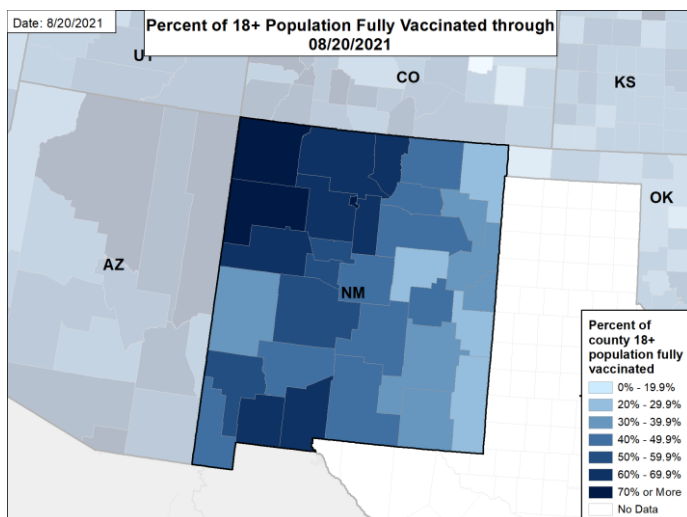 Date: 8/20/2021
Percent of 18+ Population Fully Vaccinated through
08/20/2021
UT
CO
KS
OK
AZ
NM
Percent of
county 18+
population fully
vaccinated
0% - 19.9%
20% - 29.9%
30% - 39.9%
40% - 49.9%
50% - 59.9%
60% - 69.9%
70% or More
No Data